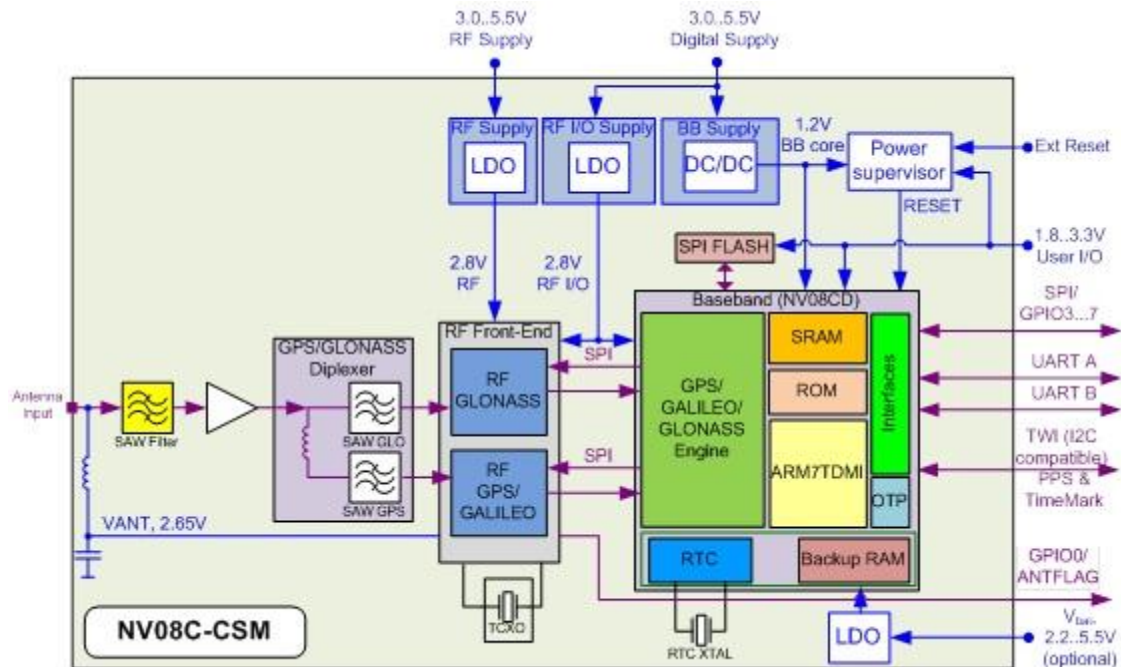 3.0..5.5V
RF Supply
3.0..5.5V
Digital Supply
RF Supply
LDO
RF I/O Supply
LDO
BB Supply
DC/DC
1.2V
BB core
Power
supervisor
Ext Reset
RESET
SPI FLASH
1.8..3.3V
User I/O
2.8V
RF
2.8V
RF I/O
Baseband (NV08CD)
SPI/
GPIO3...7
UART A
UART B
TWI (I2C
compatible)
PPS &
TimeMark
RF Front-End
RF
GLONASS
RF
GPS/
GALILEO
SPI
SPI
GPS/
GALILEO/
GLONASS
Engine
SRAM
ROM
ARM7TDMI
Interfaces
OTP
GPS/GLONASS
Diplexer
SAW GLO
SAW GPS
Antenna
Input
SAW Filter
VANT, 2.65V
RTC
Backup RAM
GPIO0/
ANTFLAG
TCXO
RTC XTAL
LDO
2.2..5.5V
(optional)
NV08C-CSM